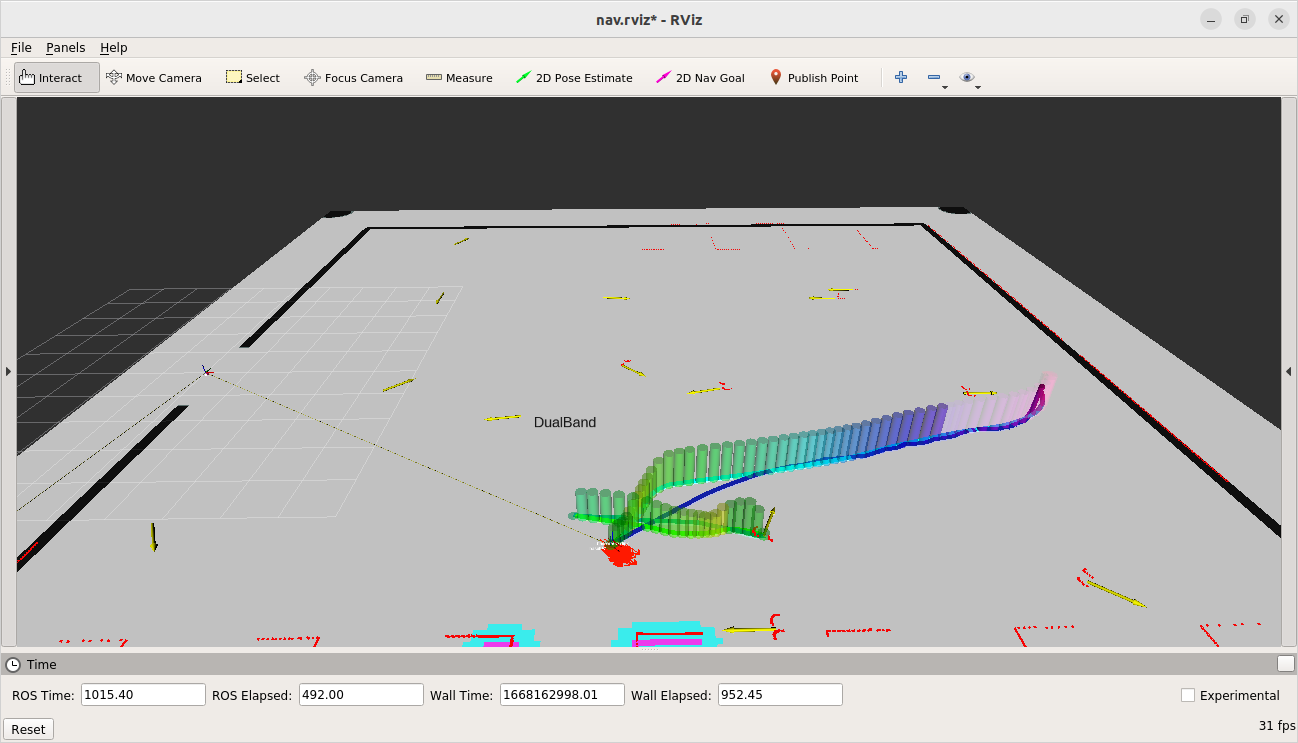 nav.rviz* - RViz
File Panels Help
Interact Move Camera Select Focus Camera Measure 2D Pose Estimate 2D Nav Goal Publish Point
DualBand
Time
ROS Time: 1015.40 ROS Elapsed: 492.00 Wall Time: 1668162998.01 Wall Elapsed: 952.45 Experimental
Reset 31 fps